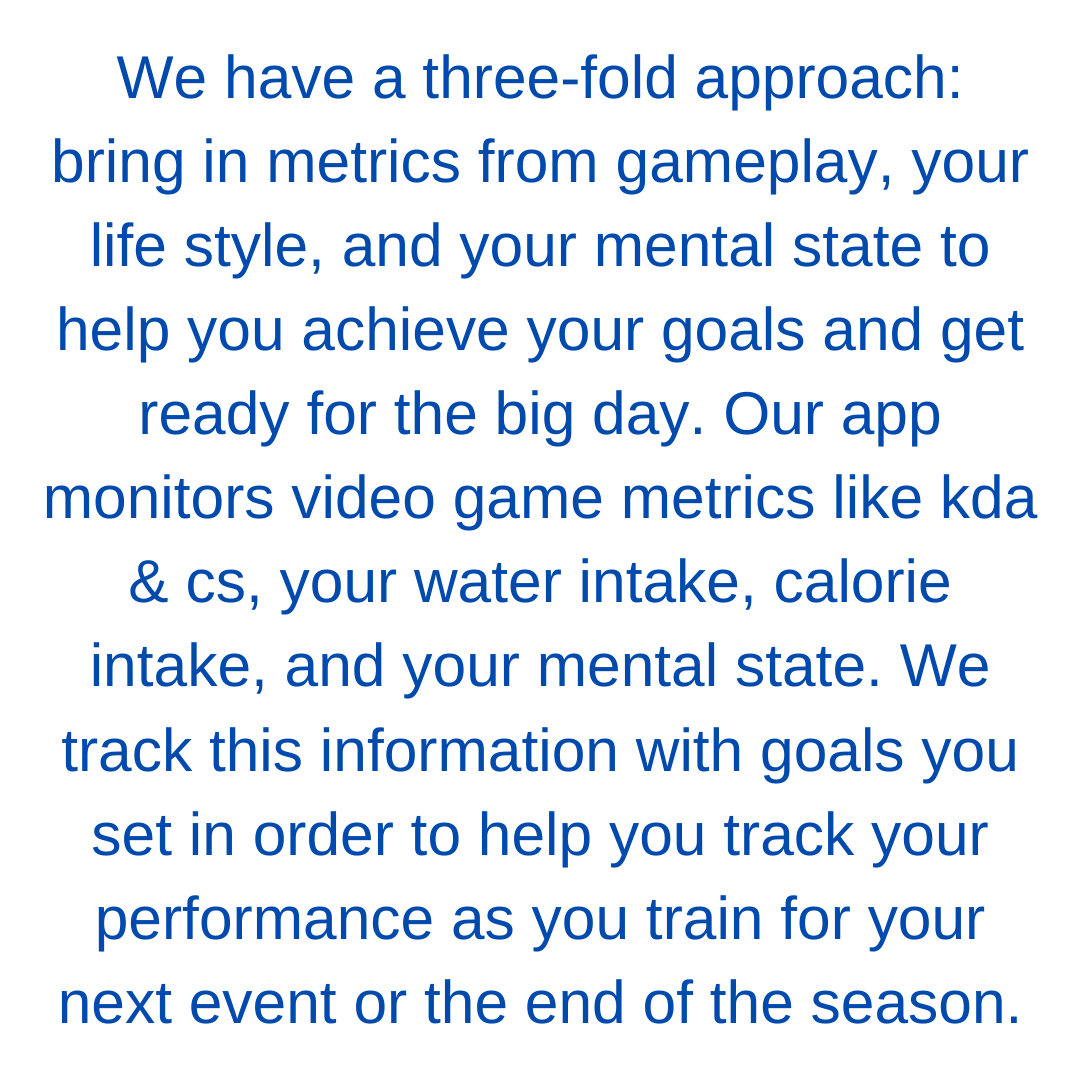 We have a three-fold approach:
bring in metrics from gameplay, your
life style, and your mental state to
help you achieve your goals and get
ready for the big day. Our app
monitors video game metrics like kda
& cs, your water intake, calorie
intake, and your mental state. We
track this information with goals you
set in order to help you track your
performance as you train for your
next event or the end of the season.